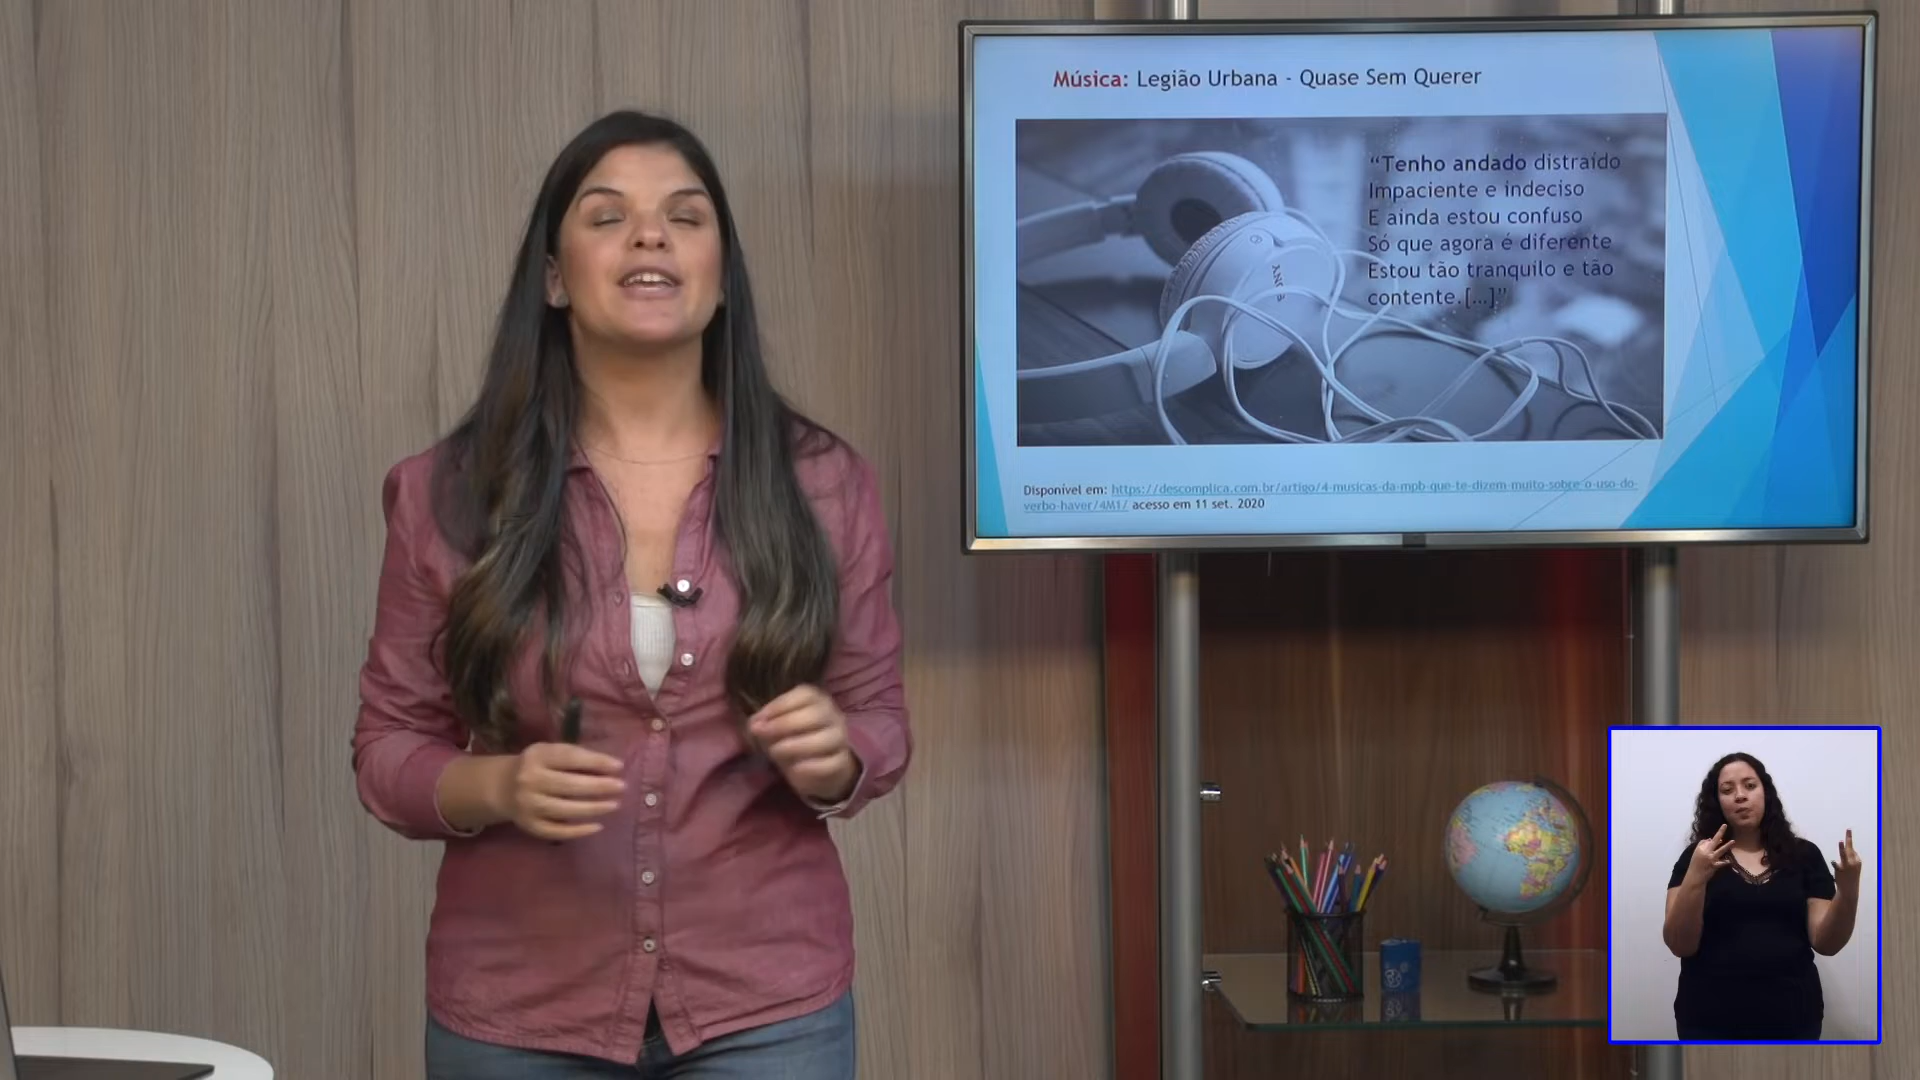 Música: Legião Urbana - Quase Sem Querer
“Tenho andado distraído
Impaciente e indeciso
E ainda estou confuso
Só que agora é diferente
Estou tão tranquilo e tão
contente.[...]”
SONY
Disponível em: https://descomplica.com.br/artigo/4-musicas-da-mpb-que-te-dizem-muito-sobre-o-uso-do-
verbo-haver/4M1/ acesso em 11 set. 2020